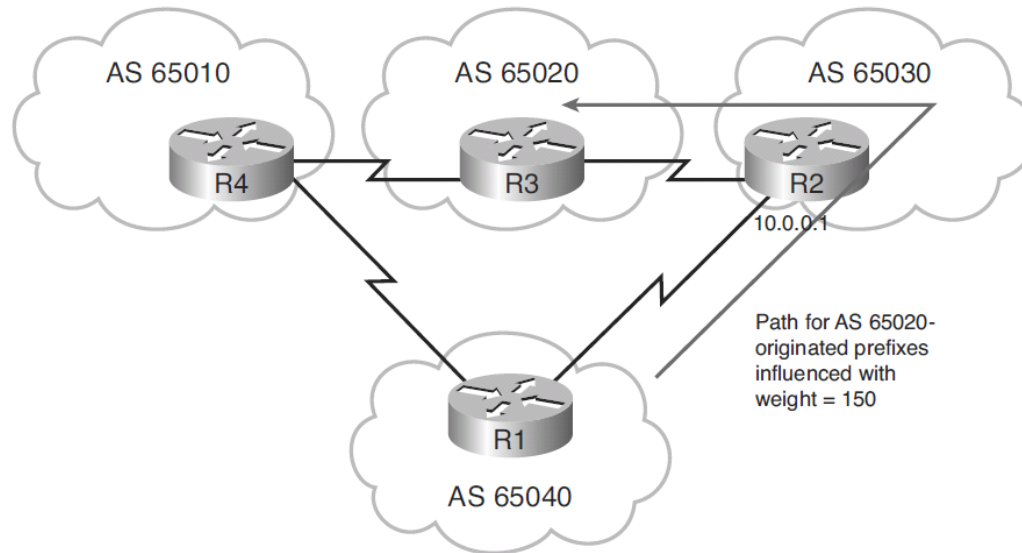 AS 65010
AS 65020
AS 65030
R4
R3
R2
10.0.0.1
Path for AS 65020-
originated prefixes
influenced with
weight = 150
R1
AS 65040